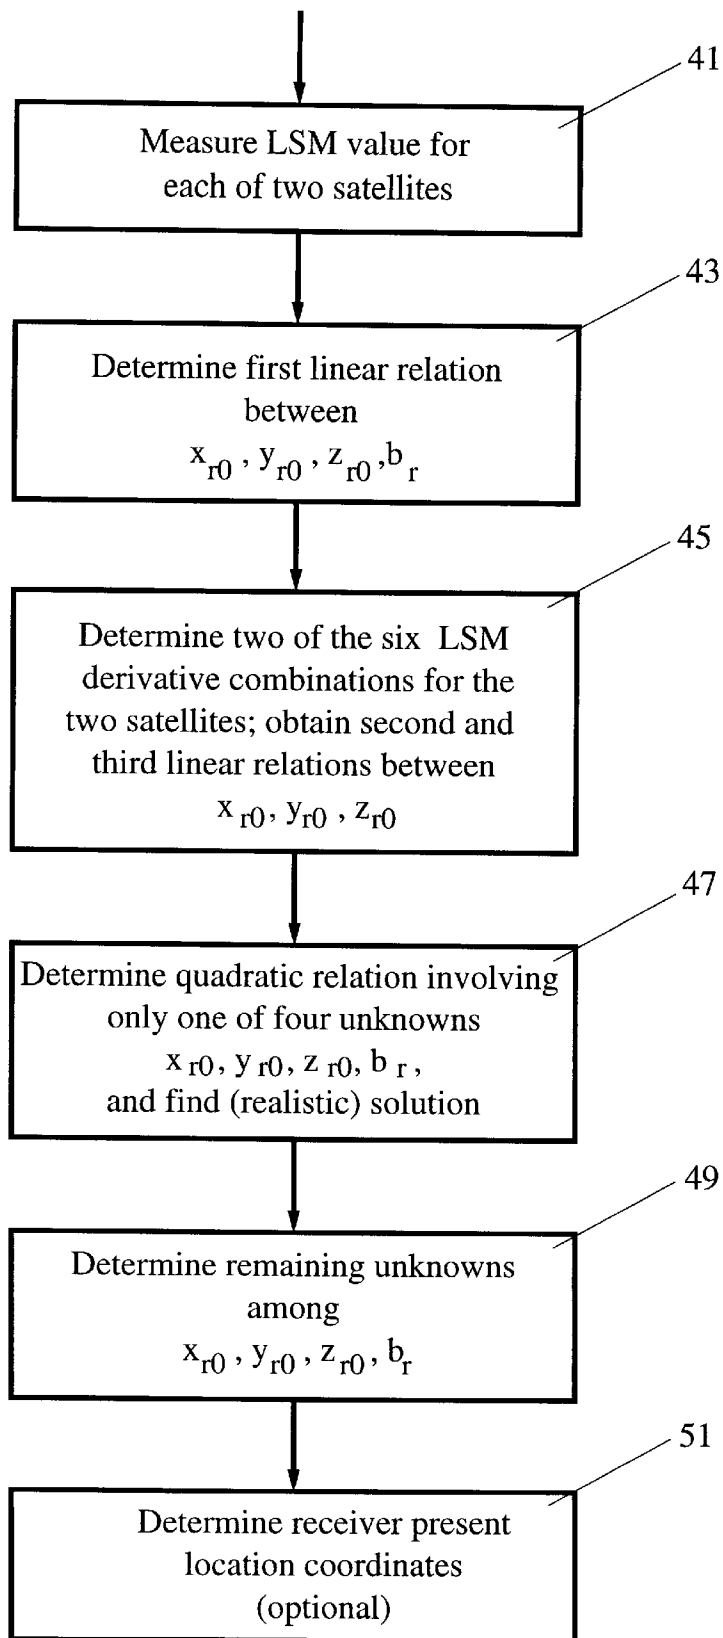 41
Measure LSM value for
each of two satellites
43
Determine first linear relation
between
x_r0 , y_r0 , z_r0 ,b_r
45
Determine two of the six LSM
derivative combinations for the
two satellites; obtain second and
third linear relations between
x_r0, y_r0 , z_r0
47
Determine quadratic relation involving
only one of four unknowns
x_r0, y_r0, z_r0, b_r ,
and find (realistic) solution
49
Determine remaining unknowns
among
x_r0 , y_r0 , z_r0 , b_r
51
Determine receiver present
location coordinates
(optional)